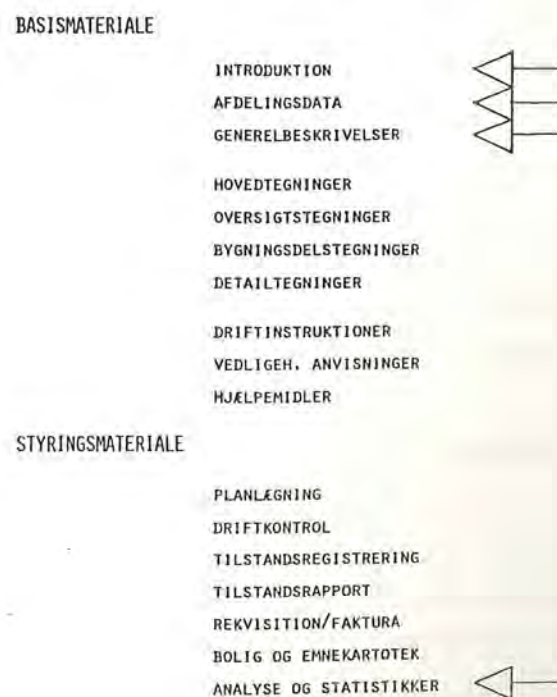 BASISMATERIALE
INTRODUKTION
AFDELINGSDATA
GENERELBESKRIVELSER
HOVEDTEGNINGER
OVERSIGTSTEGNINGER
BYGNINGSDELSTEGNINGER
DETAILTEGNINGER
DRIFTINSTRUKTIONER
VEDLIGEH. ANVISNINGER
HJÆLPEMIDLER
STYRINGSMATERIALE
PLANLÆGNING
DRIFTKONTROL
TILSTANDSREGISTRERING
TILSTANDSRAPPORT
REKVISITION/FAKTURA
BOLIG OG EMNEKARTOTEK
ANALYSE OG STATISTIKKER